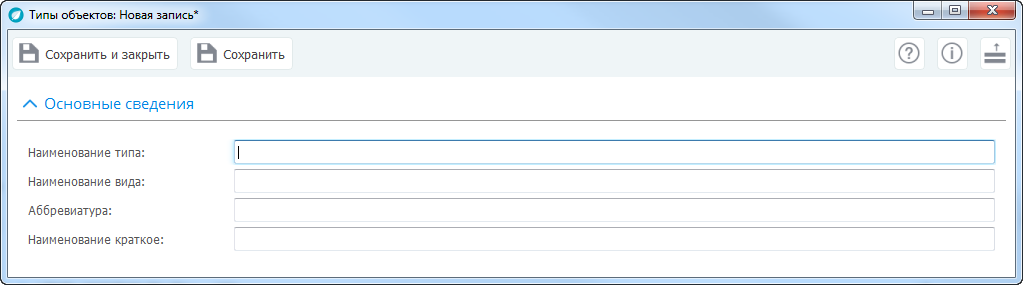 Типы объектов: Новая запись*
Сохранить и закрыть Сохранить
Основные сведения
Наименование типа:
Наименование вида:
Аббревиатура:
Наименование краткое: